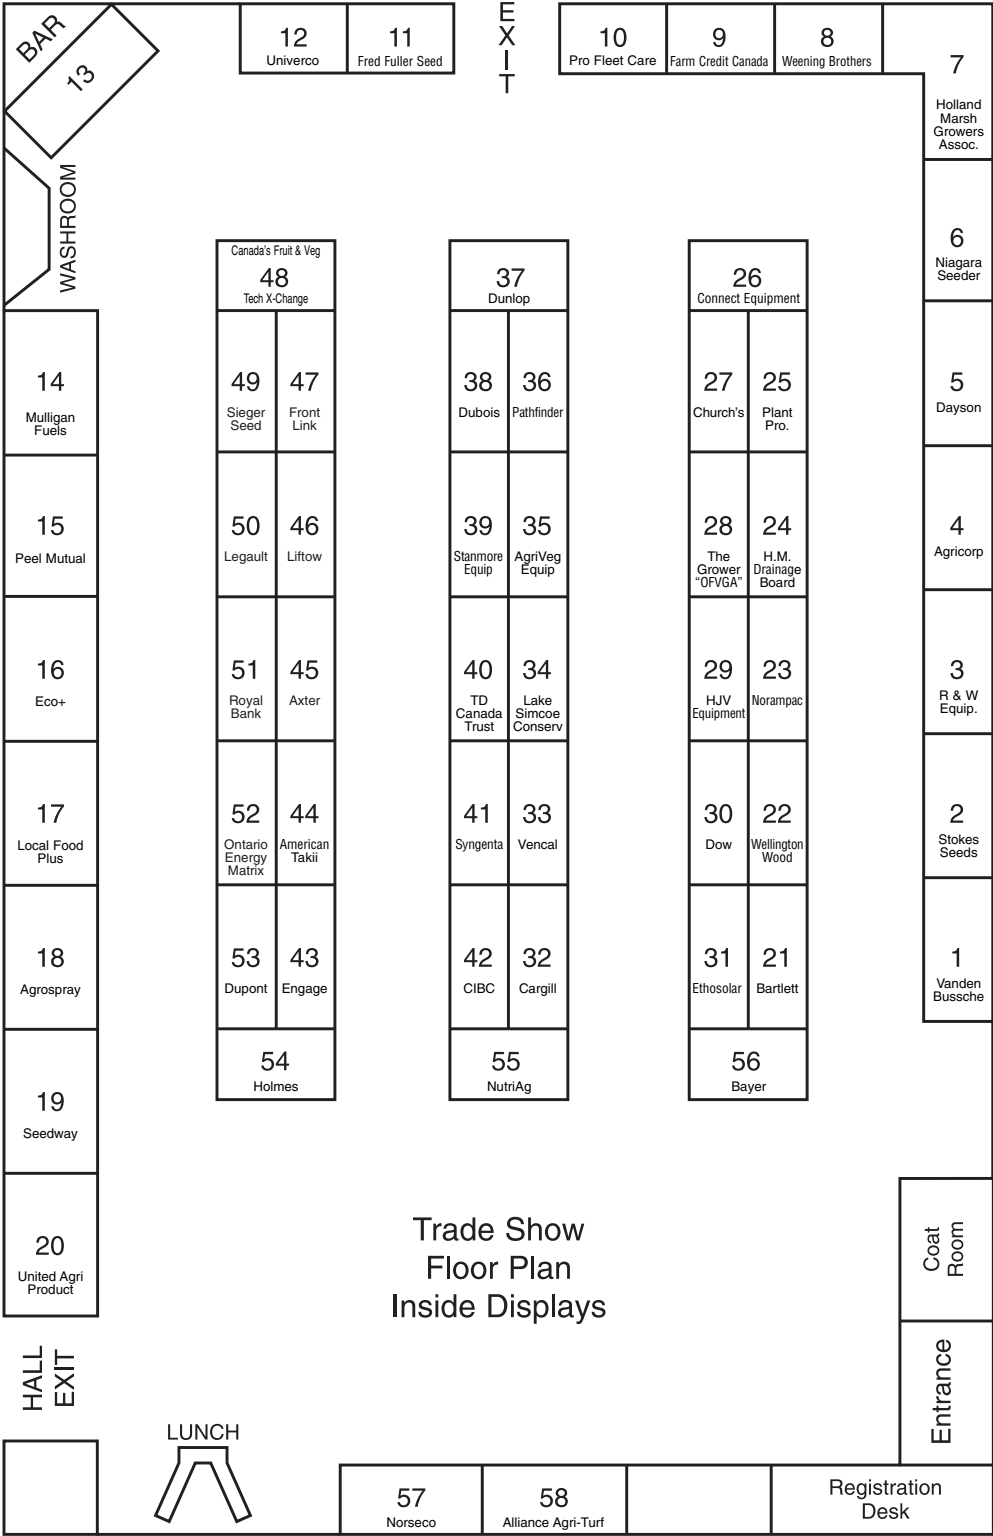 BAR
13
12
Univerco
11
Fred Fuller Seed
EXIT
10
Pro Fleet Care
9
Farm Credit Canada
8
Weening Brothers
7
Holland
Marsh
Growers
Assoc.
WASHROOM
6
Niagara
Seeder
5
Dayson
4
Agricorp
3
R & W
Equip.
2
Stokes
Seeds
1
Vanden
Bussche
14
Mulligan
Fuels
15
Peel Mutual
16
Eco+
17
Local Food
Plus
18
Agrospray
19
Seedway
20
United Agri
Product
Canada's Fruit & Veg
48
Tech X-Change
49
Sieger
Seed
47
Front
Link
50
Legault
46
Liftow
51
Royal
Bank
45
Axter
52
Ontario
Energy
Matrix
44
American
Takii
53
Dupont
43
Engage
54
Holmes
37
Dunlop
38
Dubois
36
Pathfinder
39
Stanmore
Equip
35
AgriVeg
Equip
40
TD
Canada
Trust
34
Lake
Simcoe
Conserv
41
Syngenta
33
Vencal
42
CIBC
32
Cargill
55
NutriAg
26
Connect Equipment
27
Church's
25
Plant
Pro.
28
The
Grower
“OFVGA”
24
H.M.
Drainage
Board
29
HJV
Equipment
23
Norampac
30
Dow
22
Wellington
Wood
31
Ethosolar
21
Bartlett
56
Bayer
Trade Show
Floor Plan
Inside Displays
Coat
Room
Entrance
HALL
EXIT
LUNCH
57
Norseco
58
Alliance Agri-Turf
Registration
Desk